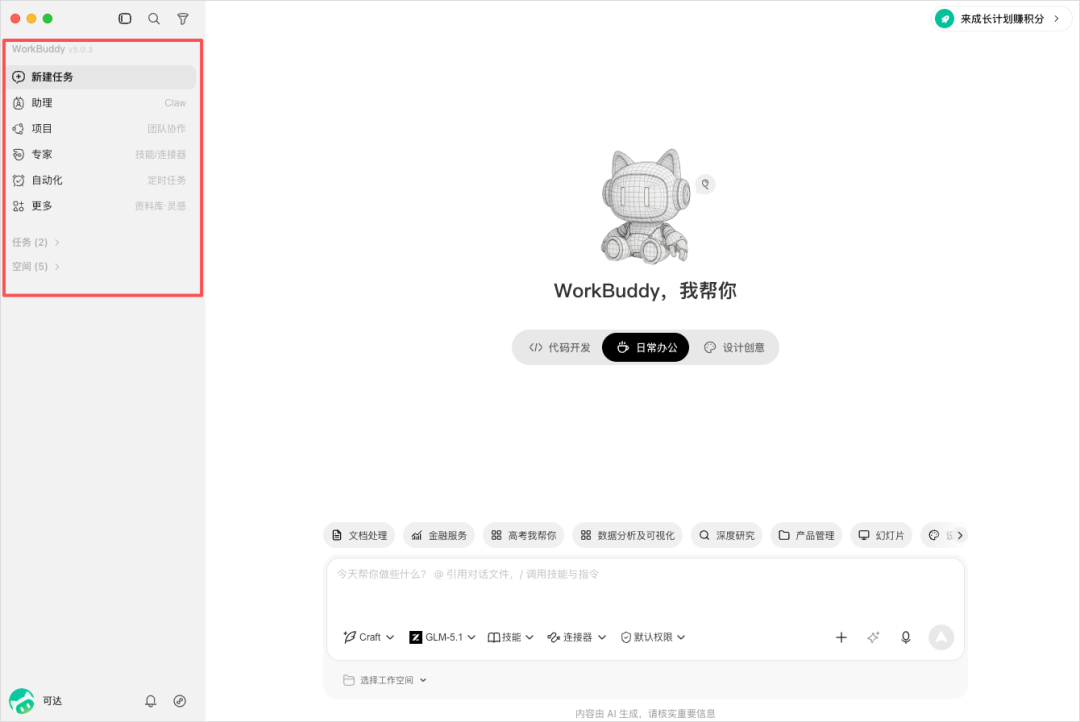 来成长计划赚积分
WorkBuddy v5.0.3
新建任务
助理 Claw
项目 团队协作
专家 技能/连接器
自动化 定时任务
更多 资料库·灵感
任务 (2)
空间 (5)
WorkBuddy，我帮你
代码开发 日常办公 设计创意
文档处理 金融服务 高考我帮你 数据分析及可视化 深度研究 产品管理 幻灯片
今天帮你做些什么？ @ 引用对话文件，/ 调用技能与指令
Craft GLM-5.1 技能 连接器 默认权限
选择工作空间
可达
内容由 AI 生成，请核实重要信息